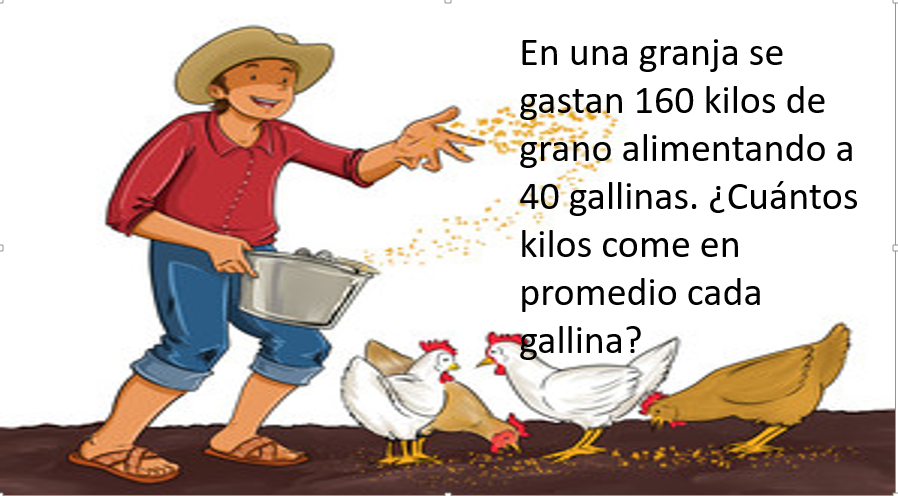 En una granja se
gastan 160 kilos de
grano alimentando a
40 gallinas. ¿Cuántos
kilos come en
promedio cada
gallina?